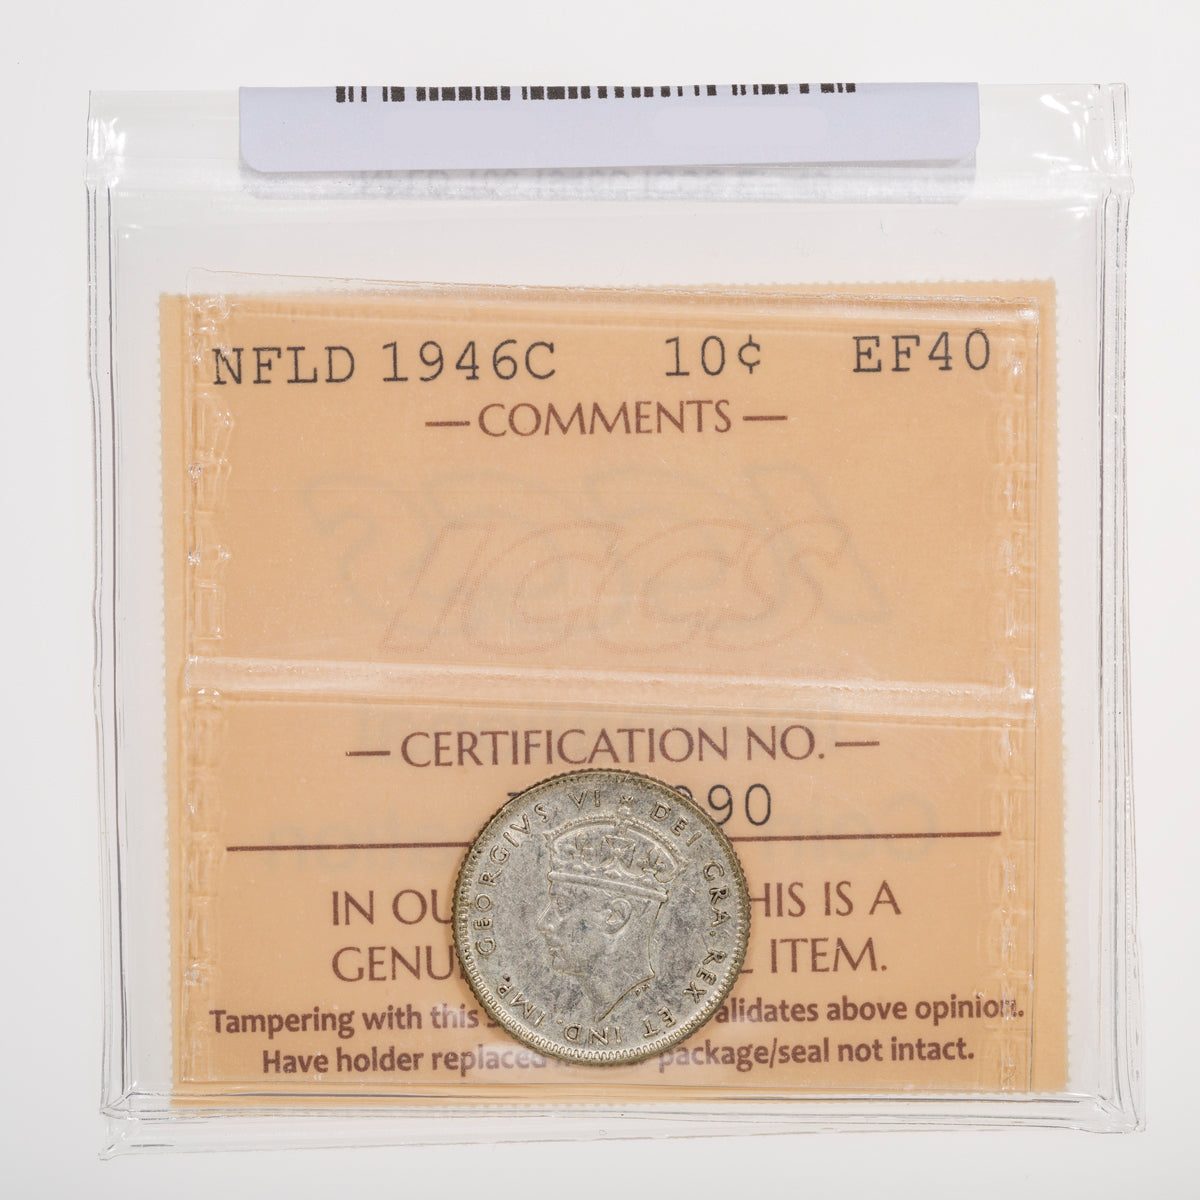 NFLD 1946C 10¢ EF40
— COMMENTS —
ICCS
— CERTIFICATION NO. —
90
IN OU HIS IS A
GENU ITEM.
Tampering with this s alidates above opinion.
Have holder replaced package/seal not intact.
GEORGIVS VI DEI GRA. REX ET IND. IMP.